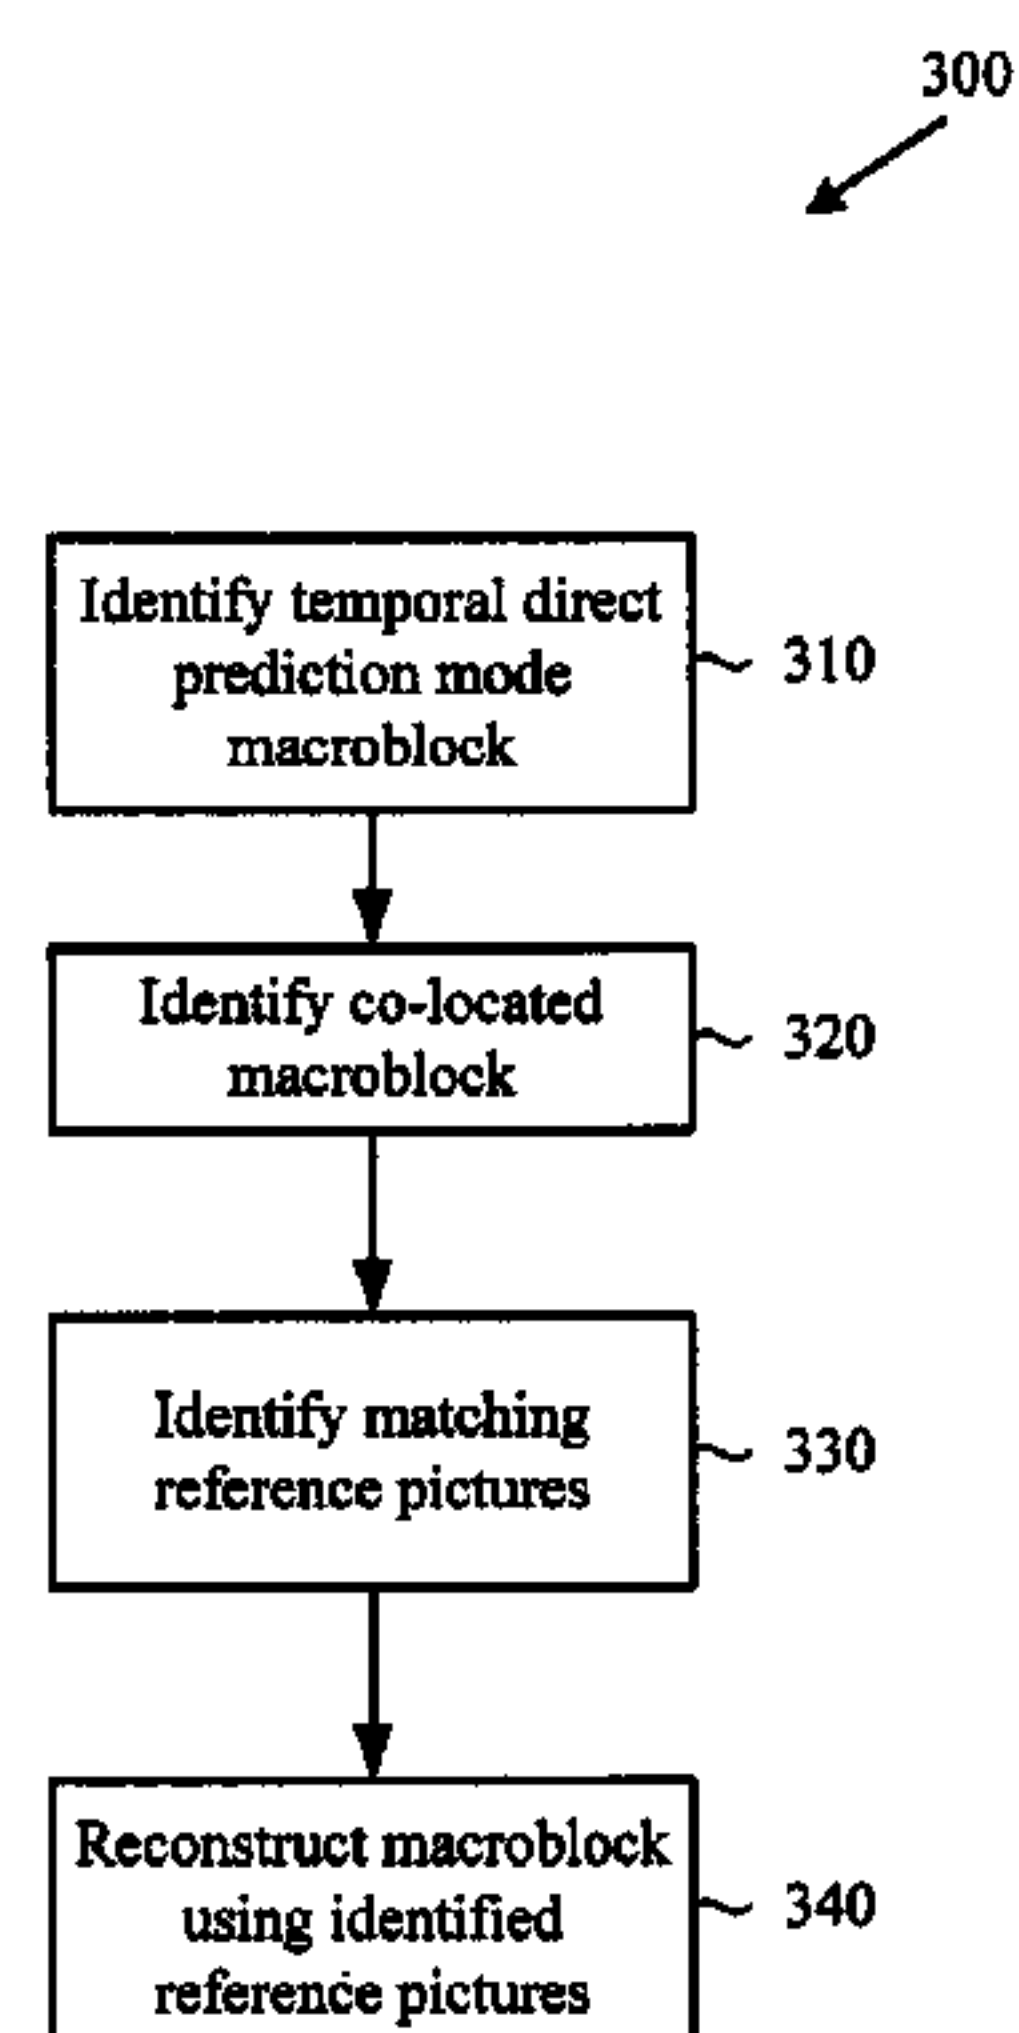 300
Identify temporal direct
prediction mode
macroblock
310
Identify co-located
macroblock
320
Identify matching
reference pictures
330
Reconstruct macroblock
using identified
reference pictures
340